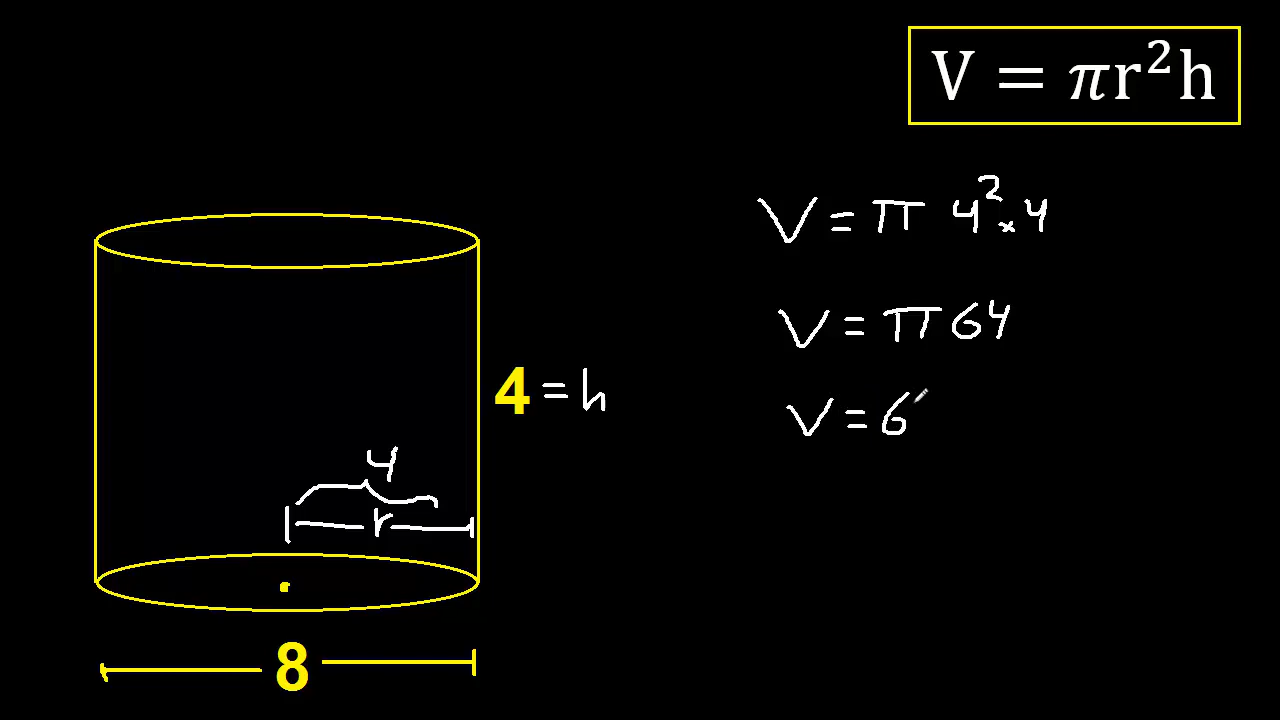 V = πr²h
V = π 4² × 4
V = π 64
V = 6
4 = h
4
r
8